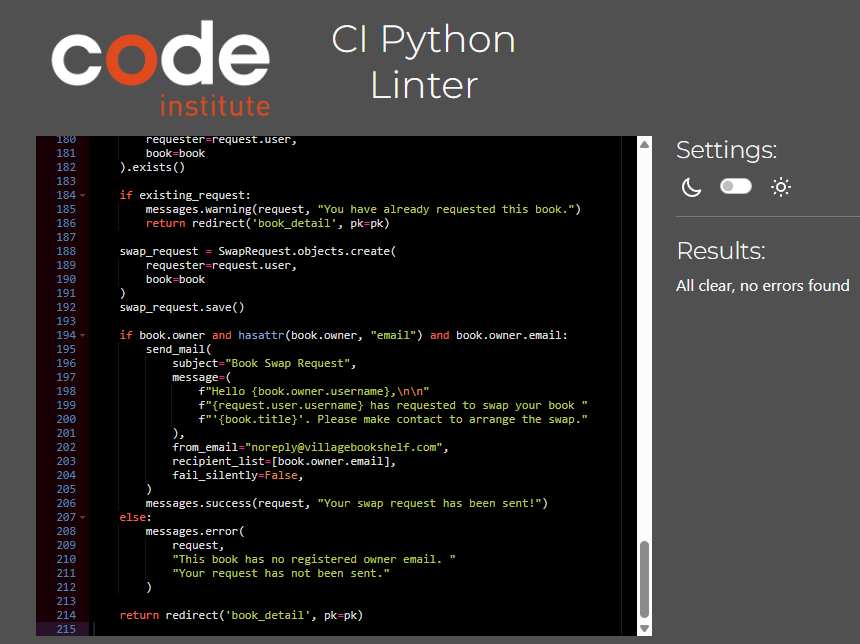 code
institute
CI Python
Linter
180 requester=request.user,
181 book=book
182 ).exists()
183
184 if existing_request:
185 messages.warning(request, "You have already requested this book.")
186 return redirect('book_detail', pk=pk)
187
188 swap_request = SwapRequest.objects.create(
189 requester=request.user,
190 book=book
191 )
192 swap_request.save()
193
194 if book.owner and hasattr(book.owner, "email") and book.owner.email:
195 send_mail(
196 subject="Book Swap Request",
197 message=(
198 f"Hello {book.owner.username},\n\n"
199 f"{request.user.username} has requested to swap your book "
200 f"'{book.title}'. Please make contact to arrange the swap."
201 ),
202 from_email="noreply@villagebookshelf.com",
203 recipient_list=[book.owner.email],
204 fail_silently=False,
205 )
206 messages.success(request, "Your swap request has been sent!")
207 else:
208 messages.error(
209 request,
210 "This book has no registered owner email. "
211 "Your request has not been sent."
212 )
213
214 return redirect('book_detail', pk=pk)
215
Settings:
Results:
All clear, no errors found